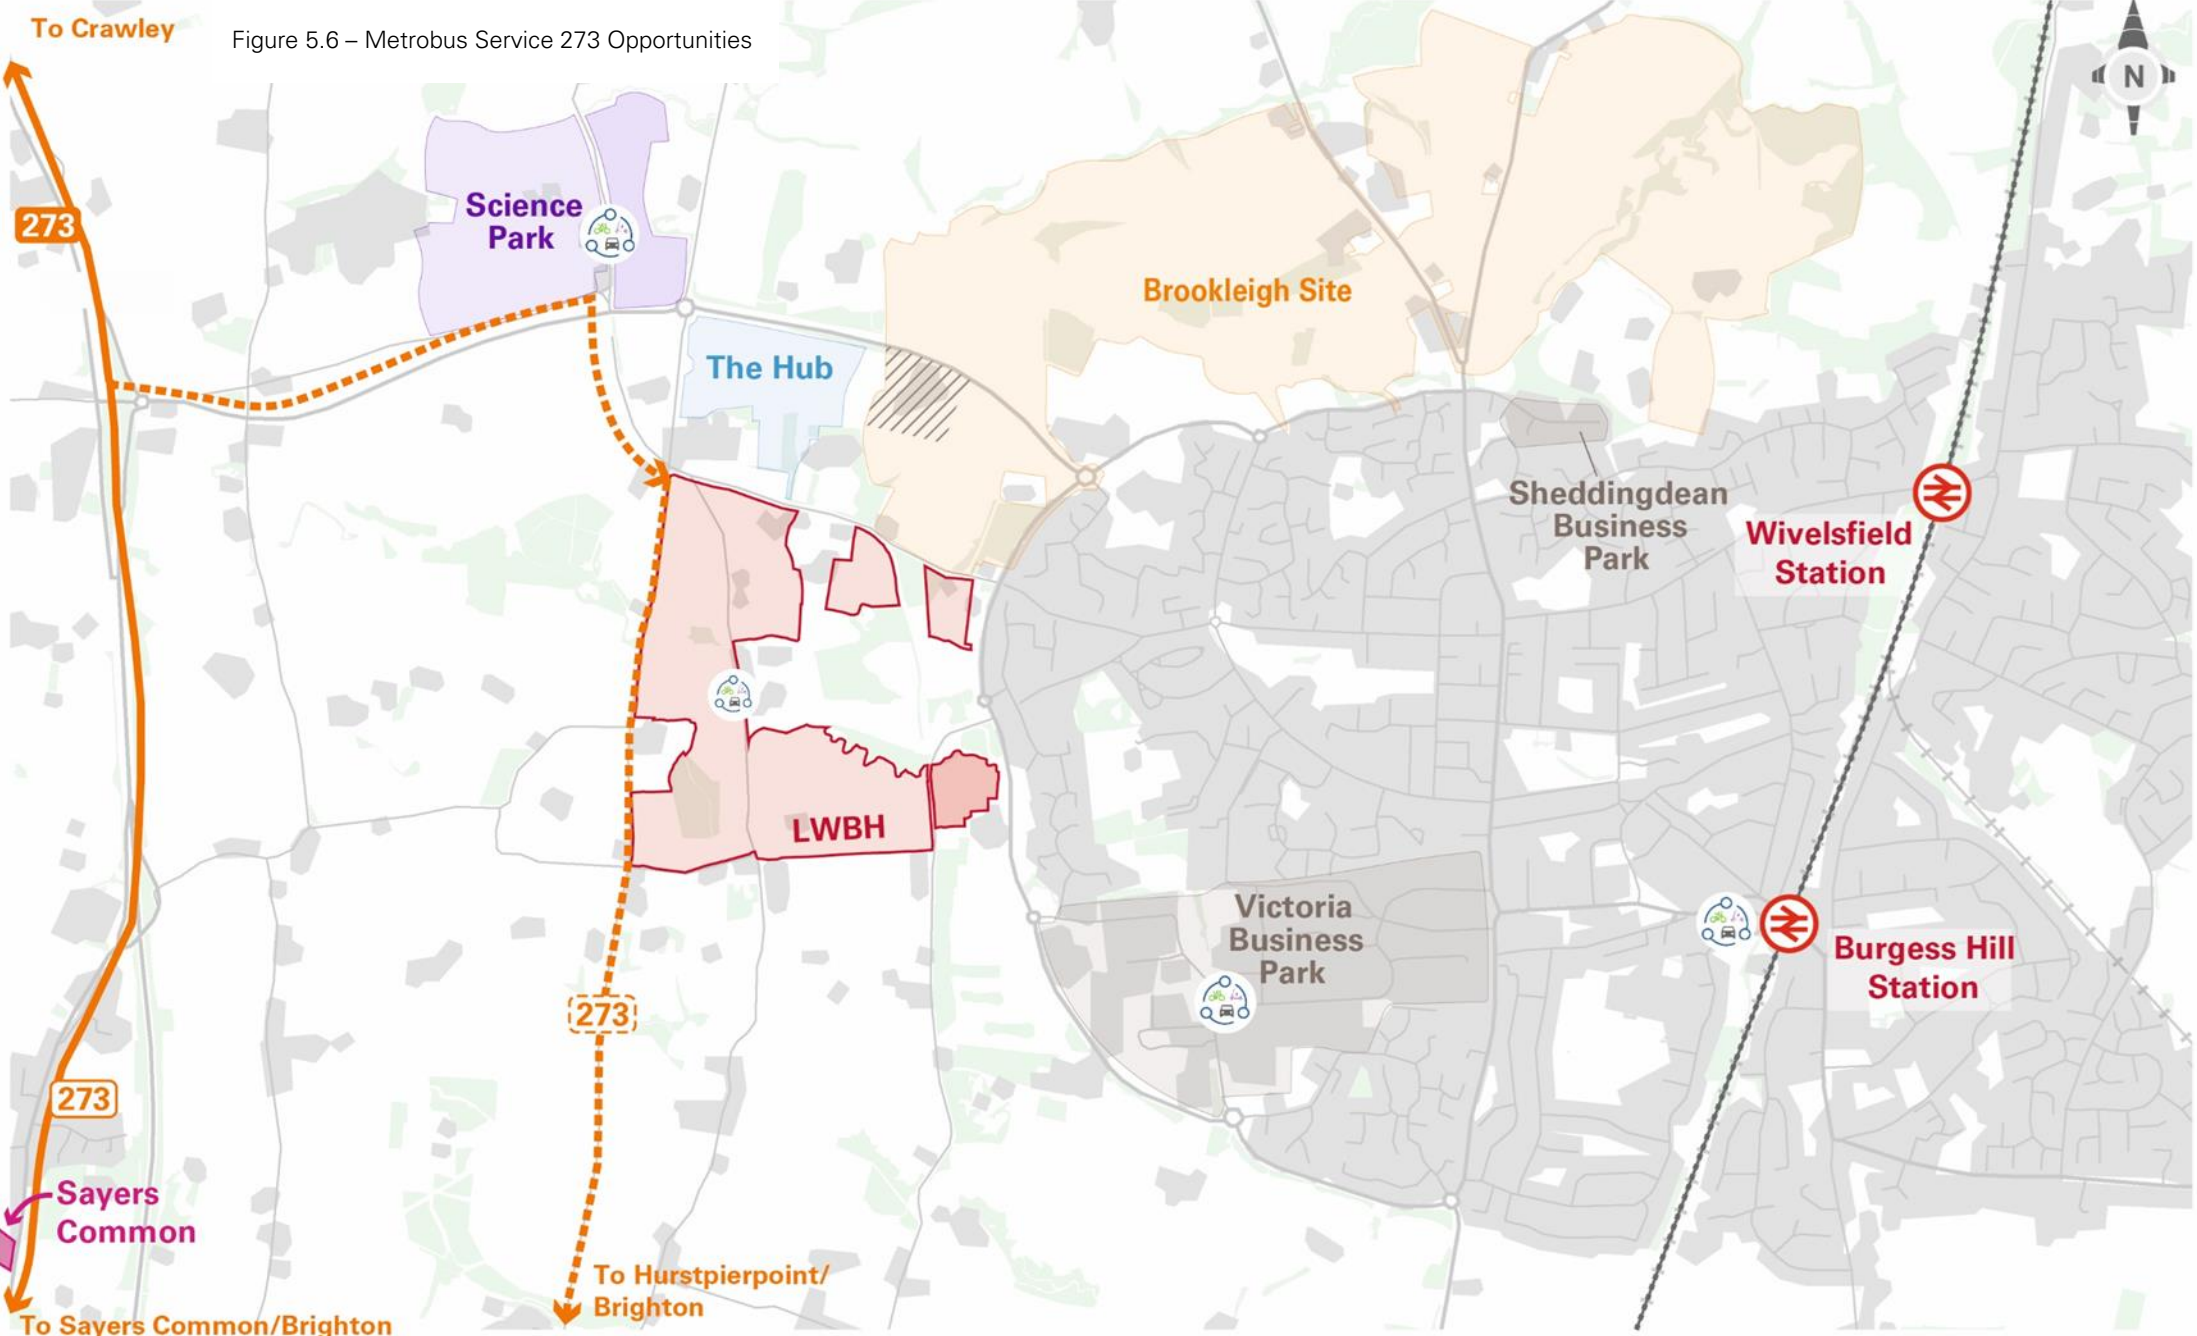 To Crawley
Figure 5.6 – Metrobus Service 273 Opportunities
N
273
Science
Park
Brookleigh Site
The Hub
Sheddingdean
Business
Park
Wivelsfield
Station
LWBH
Victoria
Business
Park
Burgess Hill
Station
273
273
Sayers
Common
To Hurstpierpoint/
Brighton
To Sayers Common/Brighton